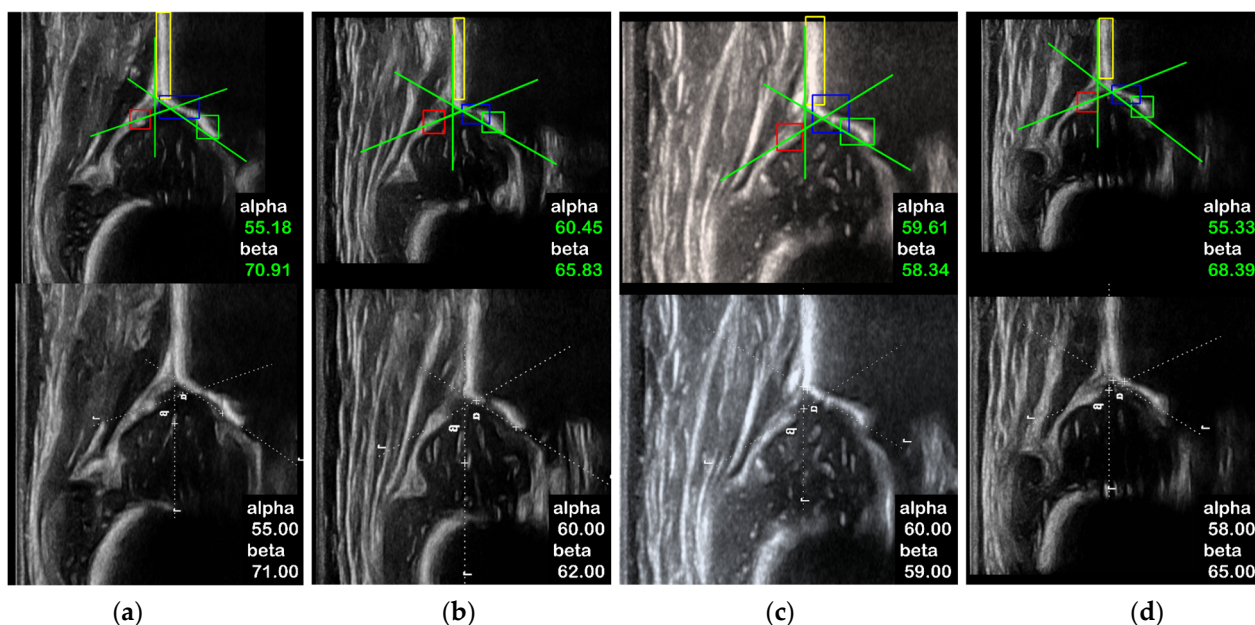 alpha
55.18
beta
70.91
alpha
60.45
beta
65.83
alpha
59.61
beta
58.34
alpha
55.33
beta
68.39
alpha
55.00
beta
71.00
alpha
60.00
beta
62.00
alpha
60.00
beta
59.00
alpha
58.00
beta
65.00
(a)
(b)
(c)
(d)